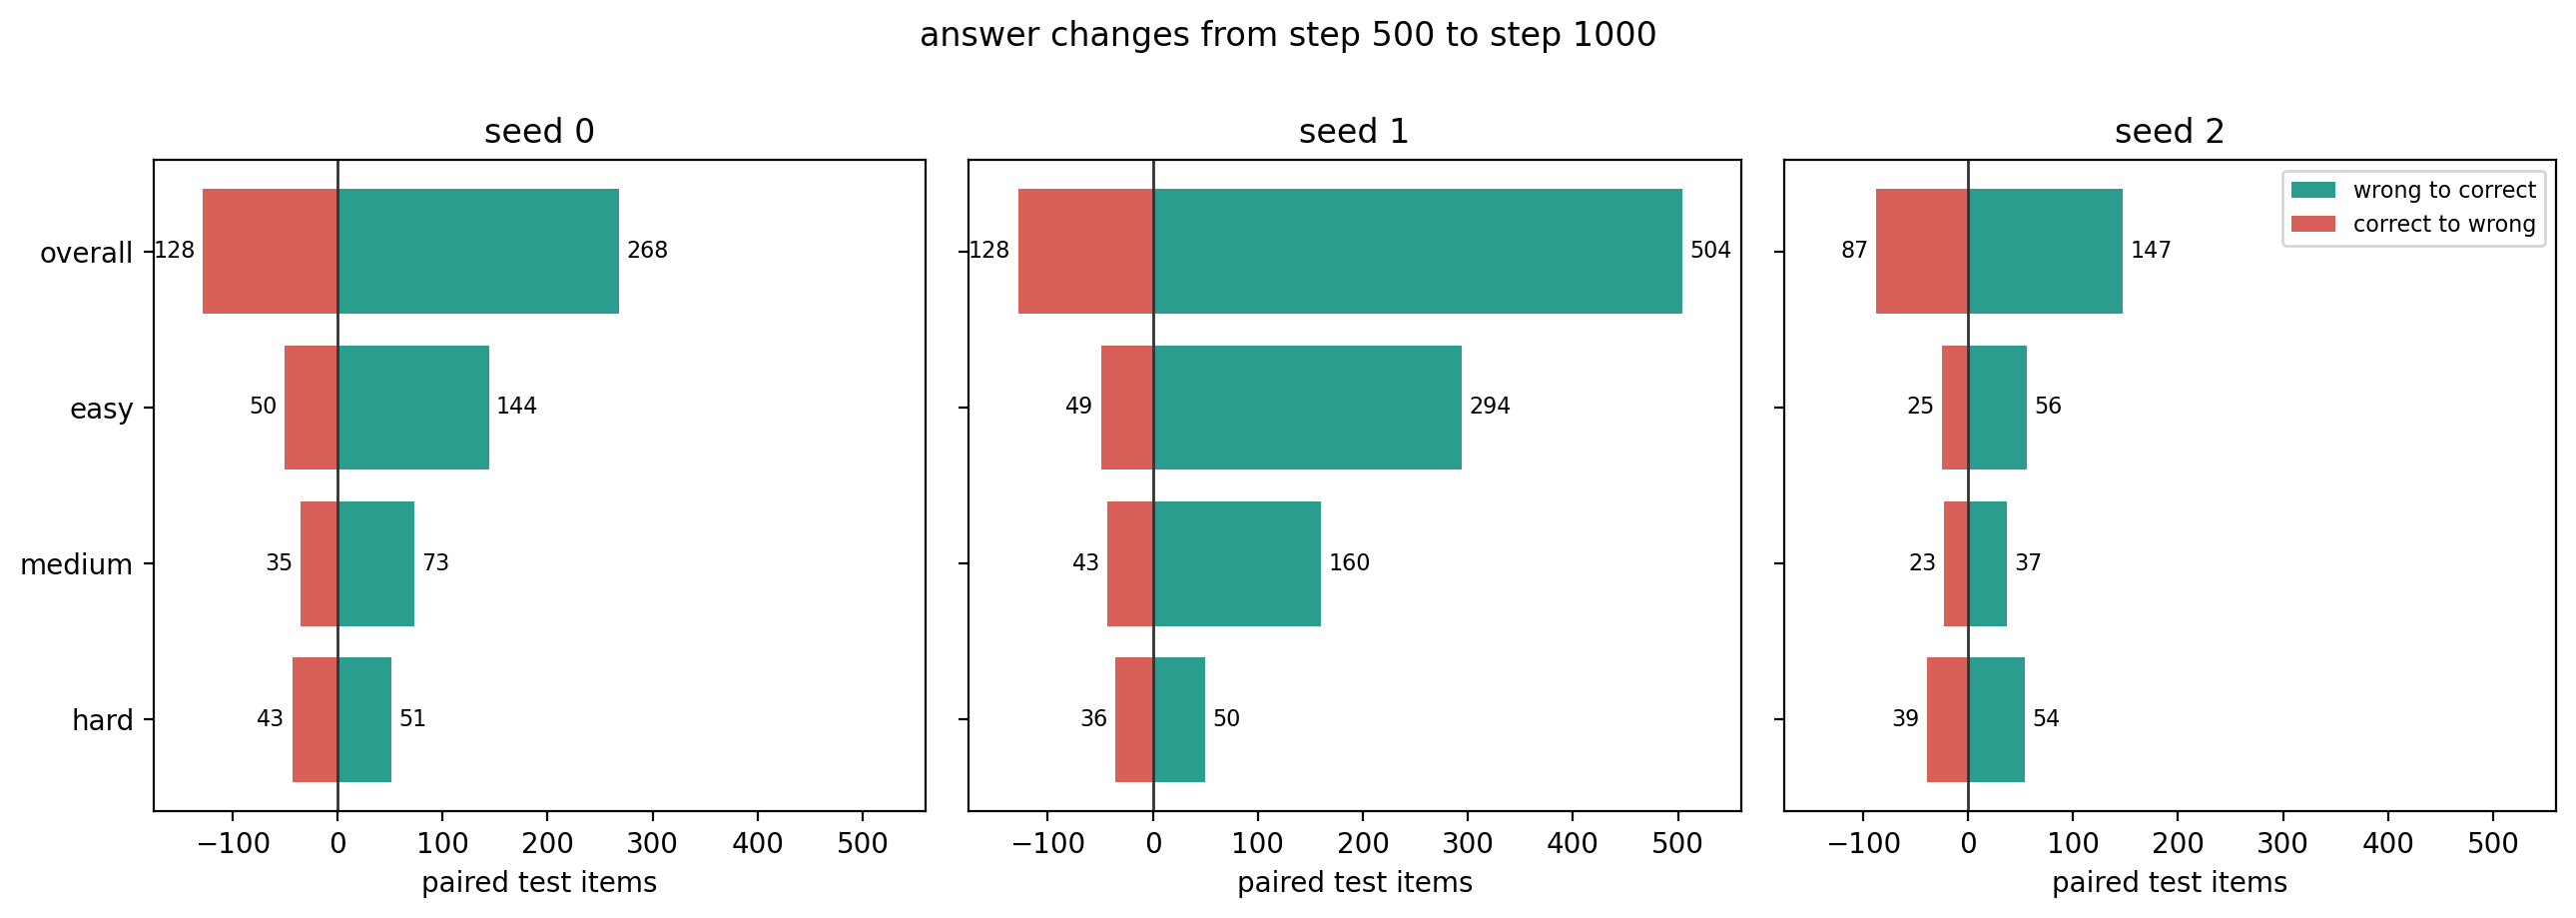 answer changes from step 500 to step 1000
seed 0
seed 1
seed 2
wrong to correct
correct to wrong
overall
128
268
128
504
87
147
easy
50
144
49
294
25
56
medium
35
73
43
160
23
37
hard
43
51
36
50
39
54
−100 0 100 200 300 400 500
−100 0 100 200 300 400 500
−100 0 100 200 300 400 500
paired test items
paired test items
paired test items